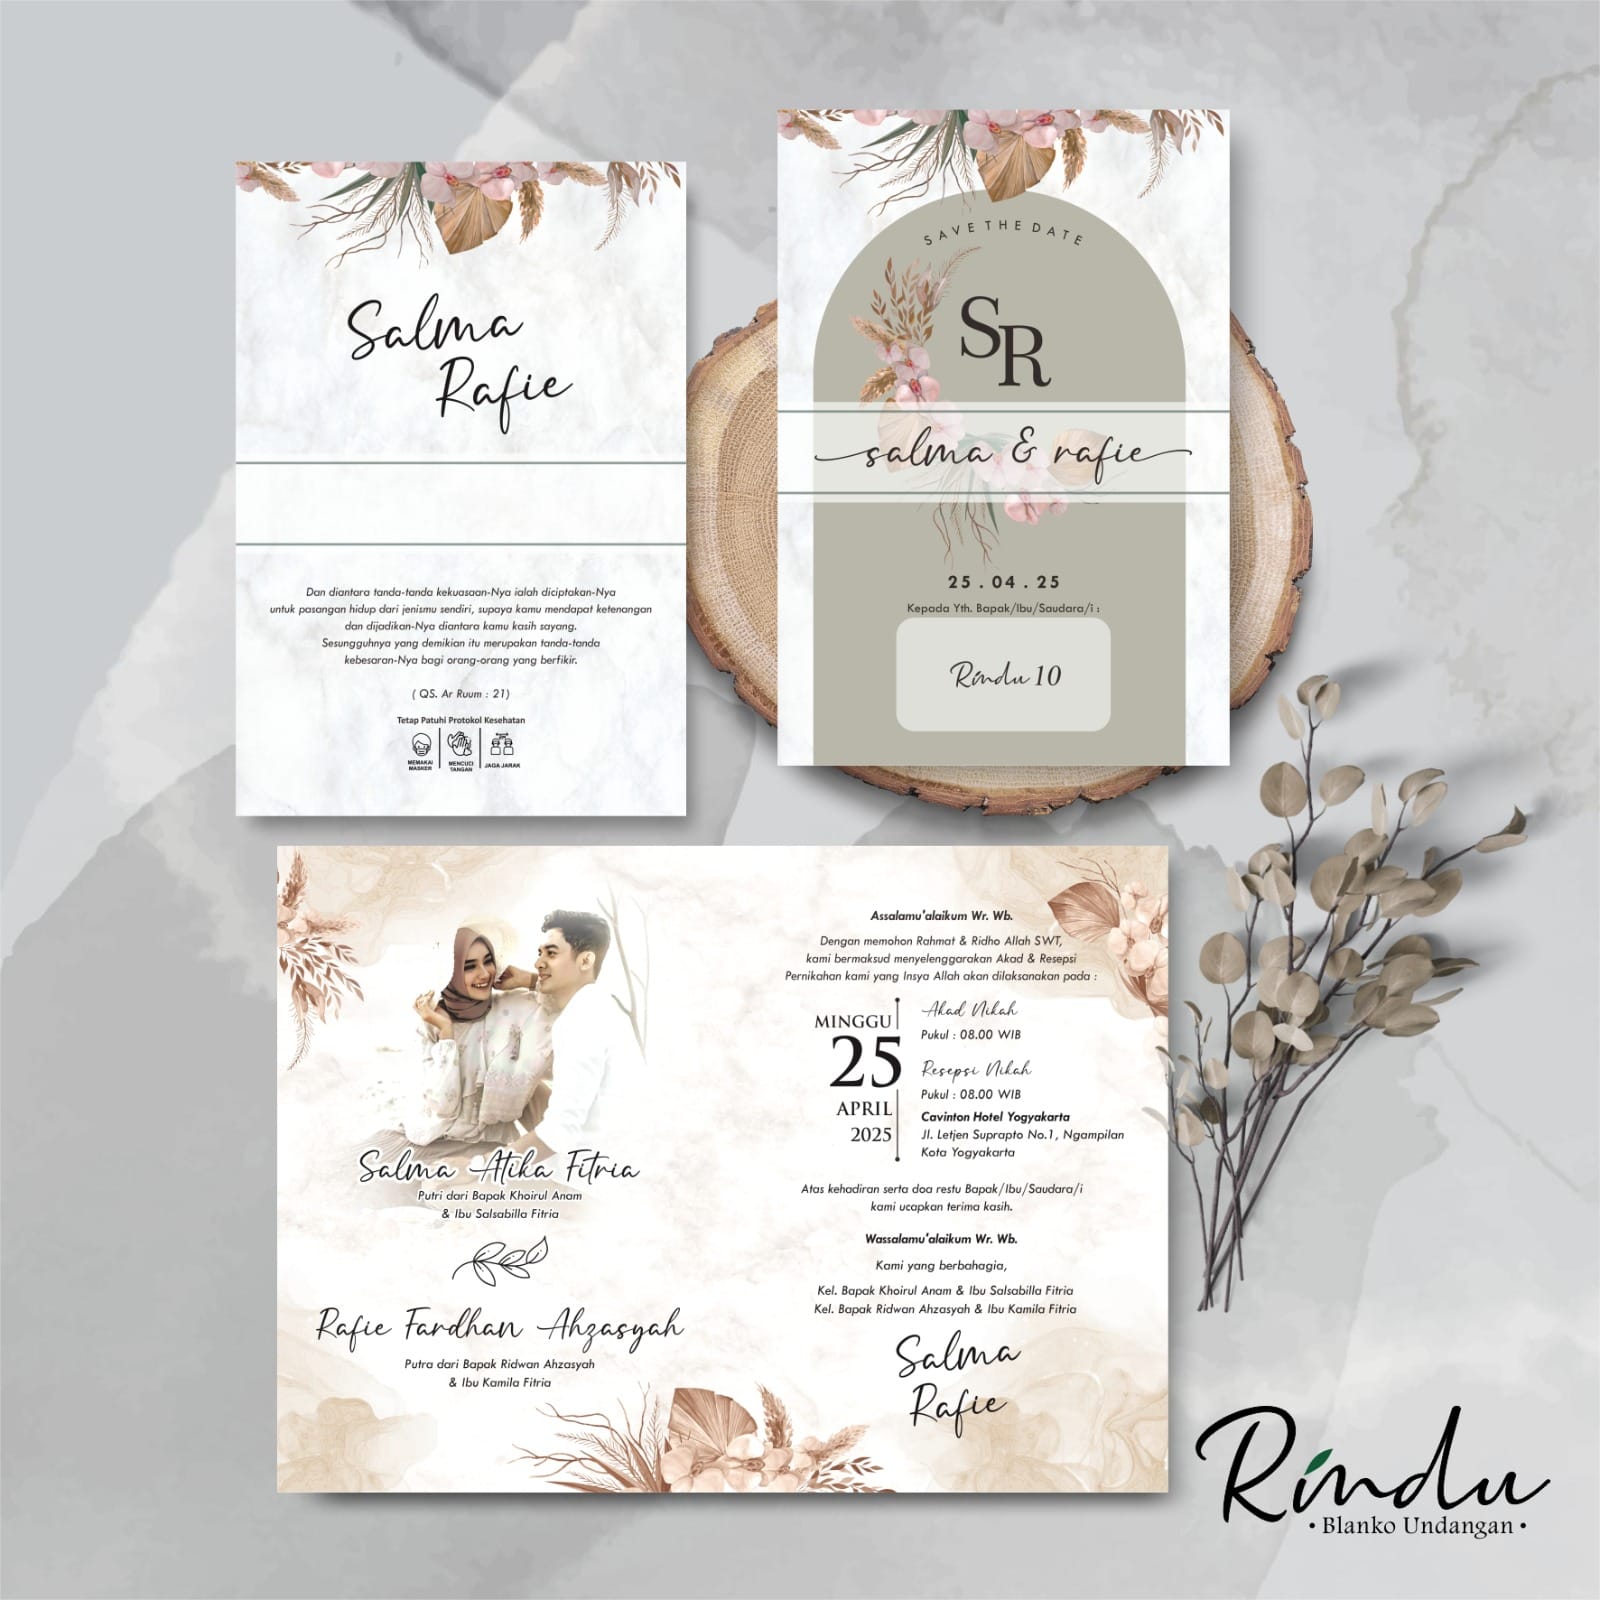 Salma
Rafie
Dan diantara tanda-tanda kekuasaan-Nya ialah diciptakan-Nya
untuk pasangan hidup dari jenismu sendiri, supaya kamu mendapat ketenangan
dan dijadikan-Nya diantara kamu kasih sayang.
Sesungguhnya yang demikian itu merupakan tanda-tanda
kebesaran-Nya bagi orang-orang yang berfikir.
( QS. Ar Ruum : 21)
Tetap Patuhi Protokol Kesehatan
MEMAKAI
MASKER
MENCUCI
TANGAN
JAGA JARAK
SAVE THE DATE
SR
salma & rafie
25 . 04 . 25
Kepada Yth. Bapak/Ibu/Saudara/i :
Rindu 10
Salma Atika Fitria
Putri dari Bapak Khoirul Anam
& Ibu Salsabilla Fitria
Rafie Fardhan Ahzasyah
Putra dari Bapak Ridwan Ahzasyah
& Ibu Kamila Fitria
Assalamu'alaikum Wr. Wb.
Dengan memohon Rahmat & Ridho Allah SWT,
kami bermaksud menyelenggarakan Akad & Resepsi
Pernikahan kami yang Insya Allah akan dilaksanakan pada :
MINGGU
25
APRIL
2025
Akad Nikah
Pukul : 08.00 WIB
Resepsi Nikah
Pukul : 08.00 WIB
Cavinton Hotel Yogyakarta
Jl. Letjen Suprapto No.1, Ngampilan
Kota Yogyakarta
Atas kehadiran serta doa restu Bapak/Ibu/Saudara/i
kami ucapkan terima kasih.
Wassalamu'alaikum Wr. Wb.
Kami yang berbahagia,
Kel. Bapak Khoirul Anam & Ibu Salsabilla Fitria
Kel. Bapak Ridwan Ahzasyah & Ibu Kamila Fitria
Salma
Rafie
Rindu
• Blanko Undangan •